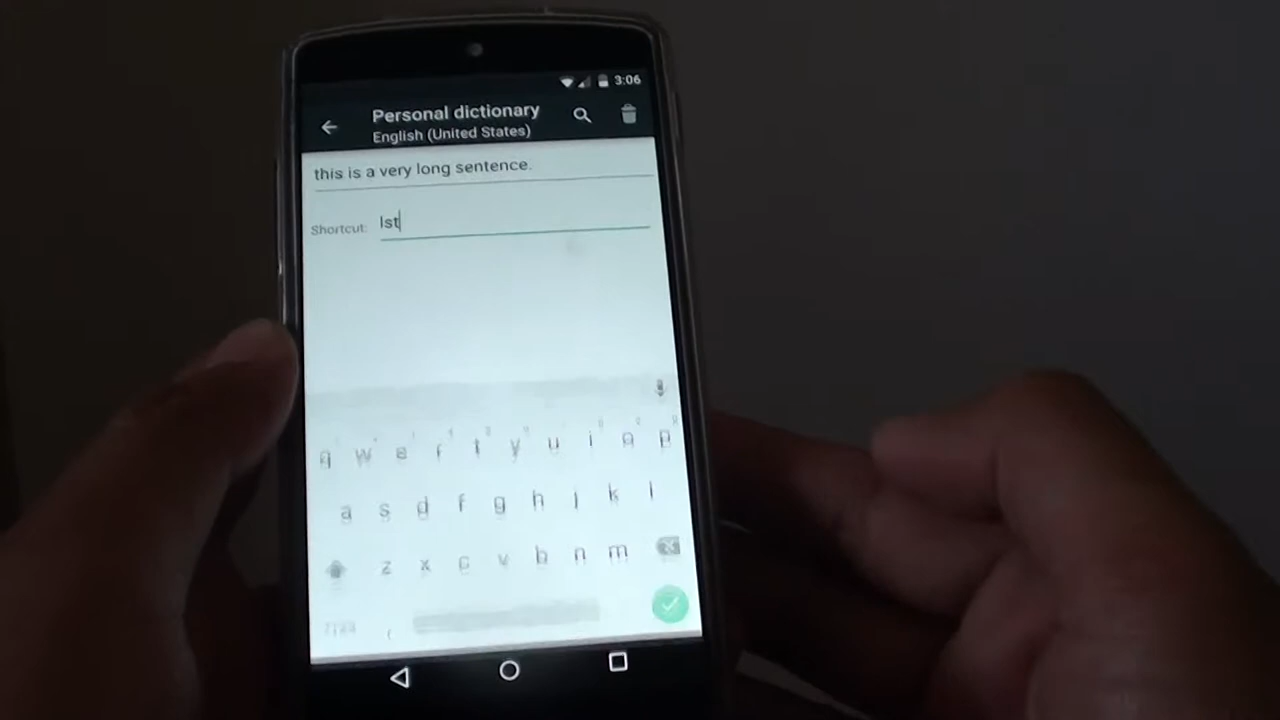 3:06
Personal dictionary
English (United States)
this is a very long sentence.
Shortcut: lst
q w e r t y u i o p
a s d f g h j k l
z x c v b n m